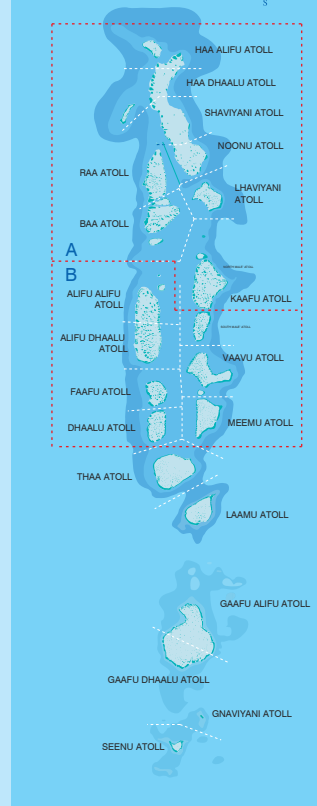 S
HAA ALIFU ATOLL
HAA DHAALU ATOLL
SHAVIYANI ATOLL
NOONU ATOLL
RAA ATOLL
LHAVIYANI
ATOLL
BAA ATOLL
A
B
ALIFU ALIFU
ATOLL
KAAFU ATOLL
ALIFU DHAALU
ATOLL
VAAVU ATOLL
FAAFU ATOLL
DHAALU ATOLL
MEEMU ATOLL
THAA ATOLL
LAAMU ATOLL
GAAFU ALIFU ATOLL
GAAFU DHAALU ATOLL
GNAVIYANI ATOLL
SEENU ATOLL